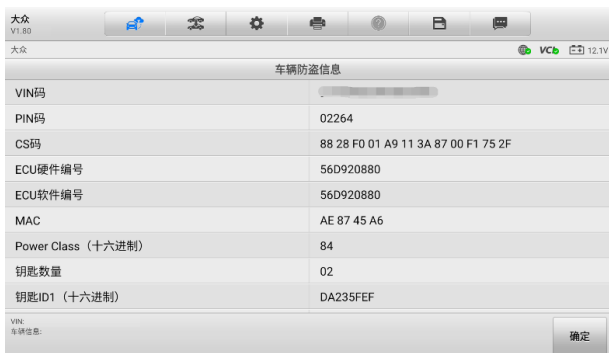 大众
V1.80
大众
VCI
12.1V
车辆防盗信息
VIN码
PIN码 02264
CS码 88 28 F0 01 A9 11 3A 87 00 F1 75 2F
ECU硬件编号 56D920880
ECU软件编号 56D920880
MAC AE 87 45 A6
Power Class（十六进制） 84
钥匙数量 02
钥匙ID1（十六进制） DA235FEF
VIN:
车辆信息:
确定